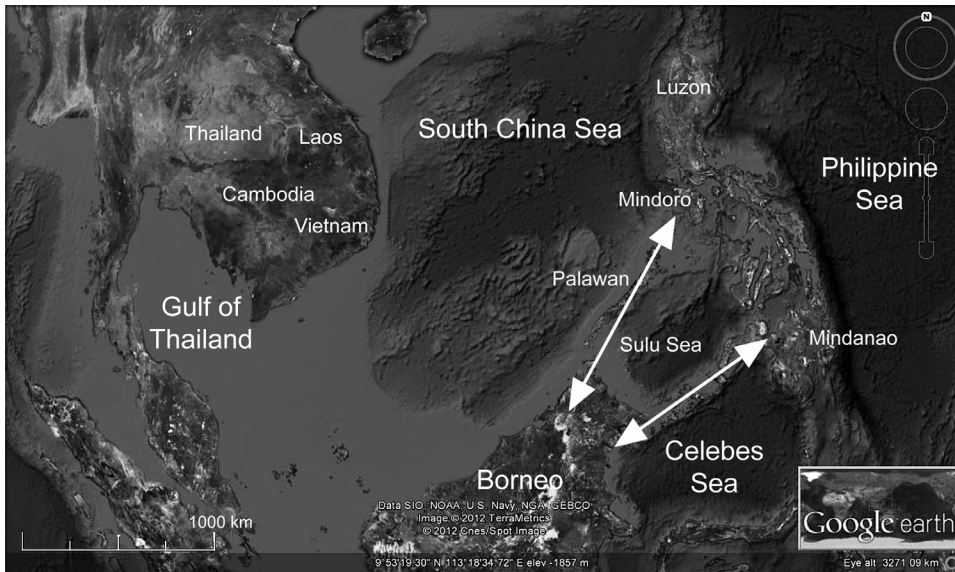 N
Luzon
South China Sea
Thailand
Laos
Philippine
Sea
Cambodia
Mindoro
Vietnam
Palawan
Gulf of
Thailand
Sulu Sea
Mindanao
Celebes
Sea
Borneo
Data SIO, NOAA, U.S. Navy, NGA, GEBCO
Image © 2012 TerraMetrics
© 2012 Cnes/Spot Image
1000 km
Google earth
9°53'19.30" N 113°18'34.72" E elev -1857 m
Eye alt 3271.09 km